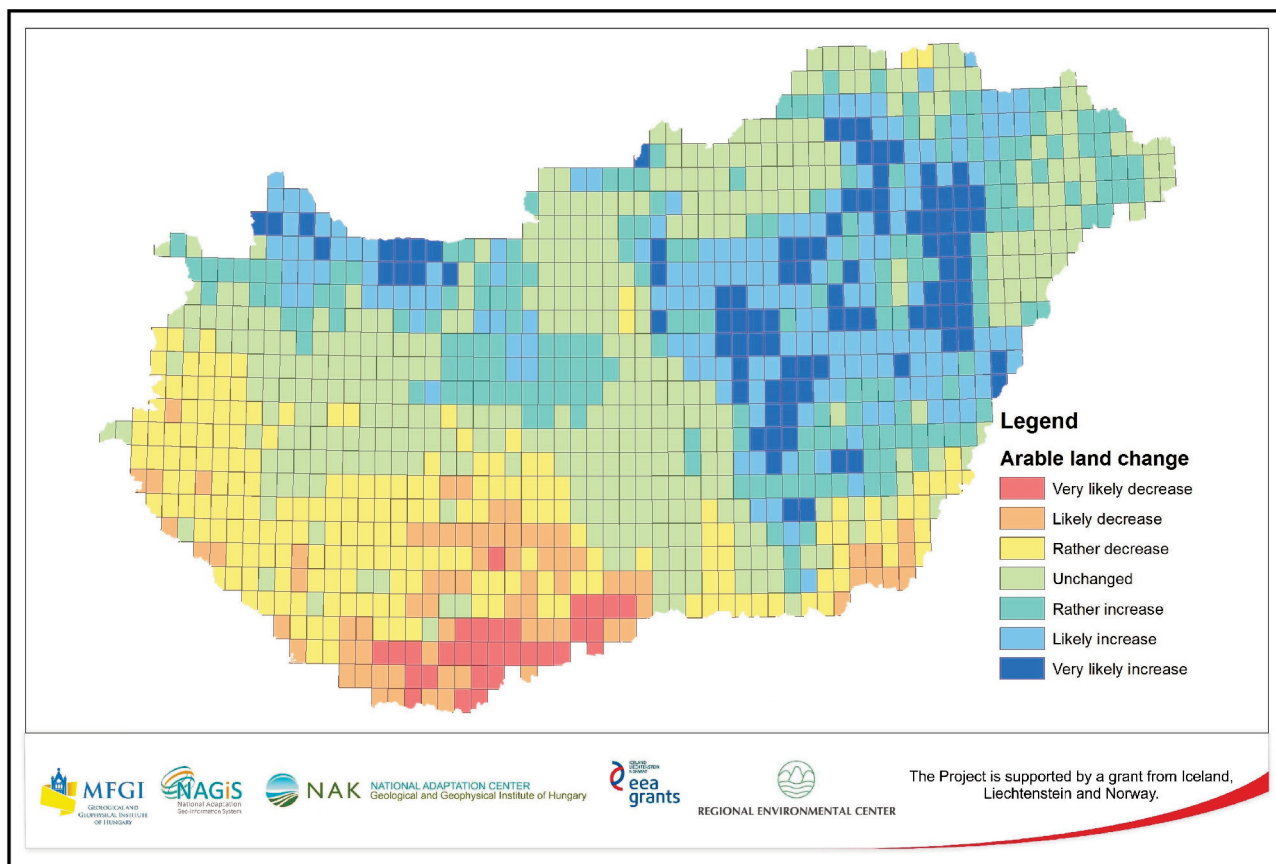 Legend
Arable land change
Very likely decrease
Likely decrease
Rather decrease
Unchanged
Rather increase
Likely increase
Very likely increase
MFGI
GEOLOGICAL AND
GEOPHYSICAL INSTITUTE
OF HUNGARY
NAGiS
National Adaptation
Geo-information System
NAK
NATIONAL ADAPTATION CENTER
Geological and Geophysical Institute of Hungary
ICELAND
LIECHTENSTEIN
NORWAY
eea
grants
REGIONAL ENVIRONMENTAL CENTER
The Project is supported by a grant from Iceland,
Liechtenstein and Norway.